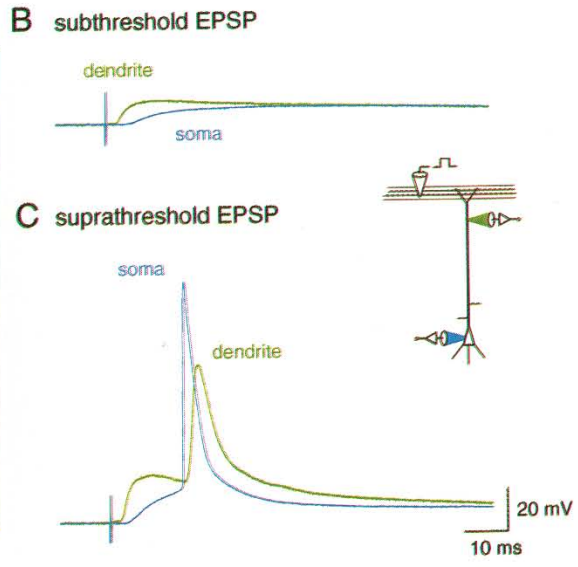 B subthreshold EPSP
dendrite
soma
C suprathreshold EPSP
soma
dendrite
20 mV
10 ms